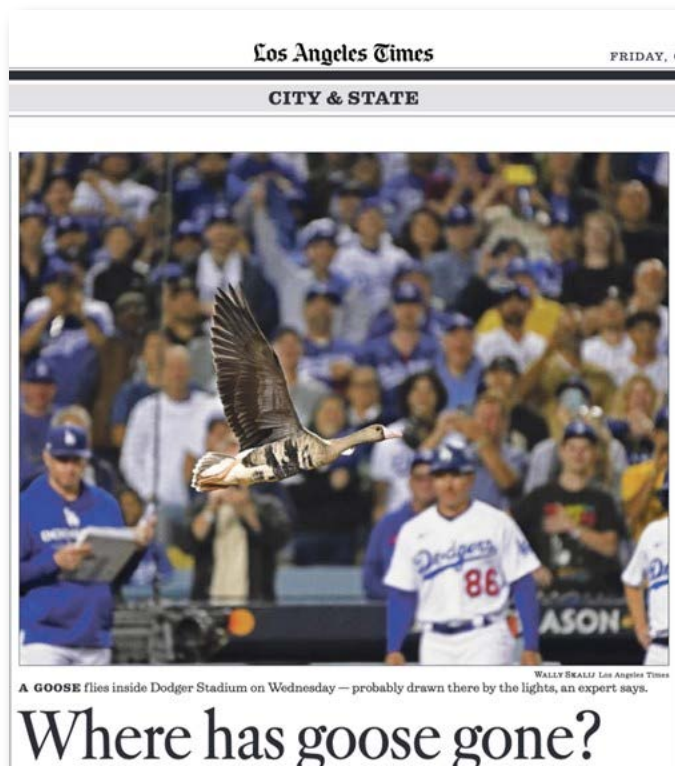 Los Angeles Times
FRIDAY,
CITY & STATE
Dodgers
86
ASON
WALLY SKALIJ Los Angeles Times
A GOOSE flies inside Dodger Stadium on Wednesday — probably drawn there by the lights, an expert says.
Where has goose gone?